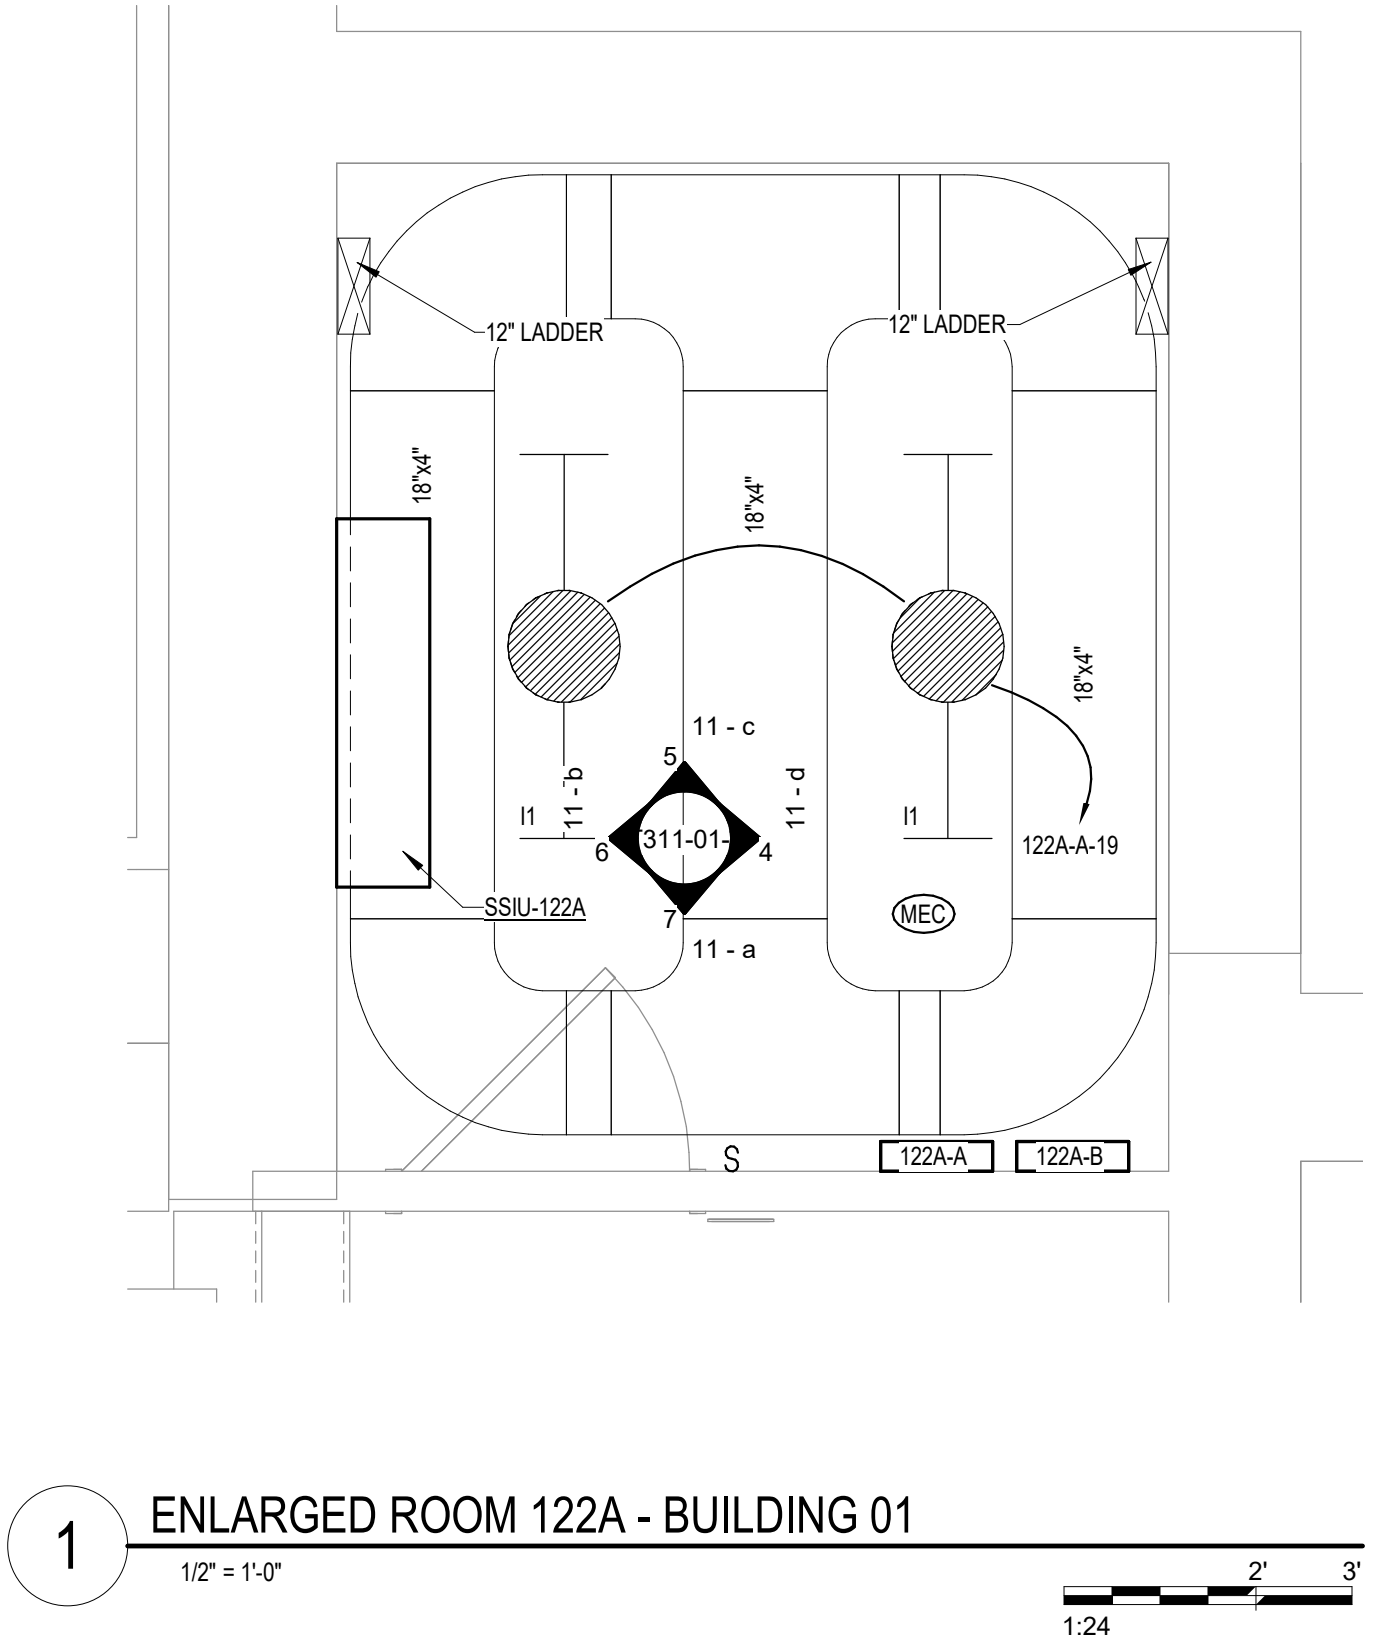 12" LADDER
12" LADDER
18"x4"
18"x4"
18"x4"
11 - c
5
11 - b
11 - d
I1
I1
311-01-
6
4
122A-A-19
SSIU-122A
7
MEC
11 - a
S
122A-A
122A-B
1
ENLARGED ROOM 122A - BUILDING 01
1/2" = 1'-0"
2'
3'
1:24